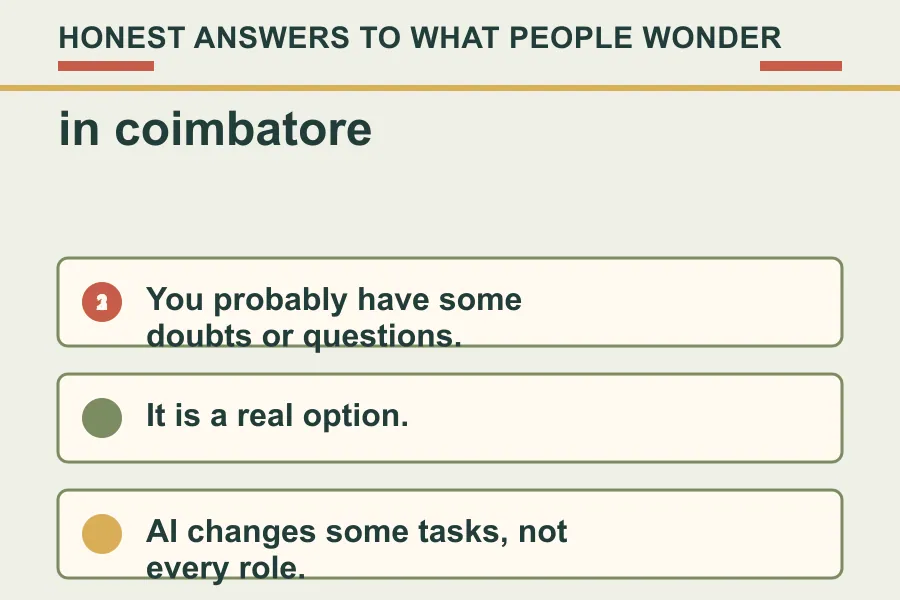 HONEST ANSWERS TO WHAT PEOPLE WONDER
in coimbatore
You probably have some
doubts or questions.
It is a real option.
AI changes some tasks, not
every role.